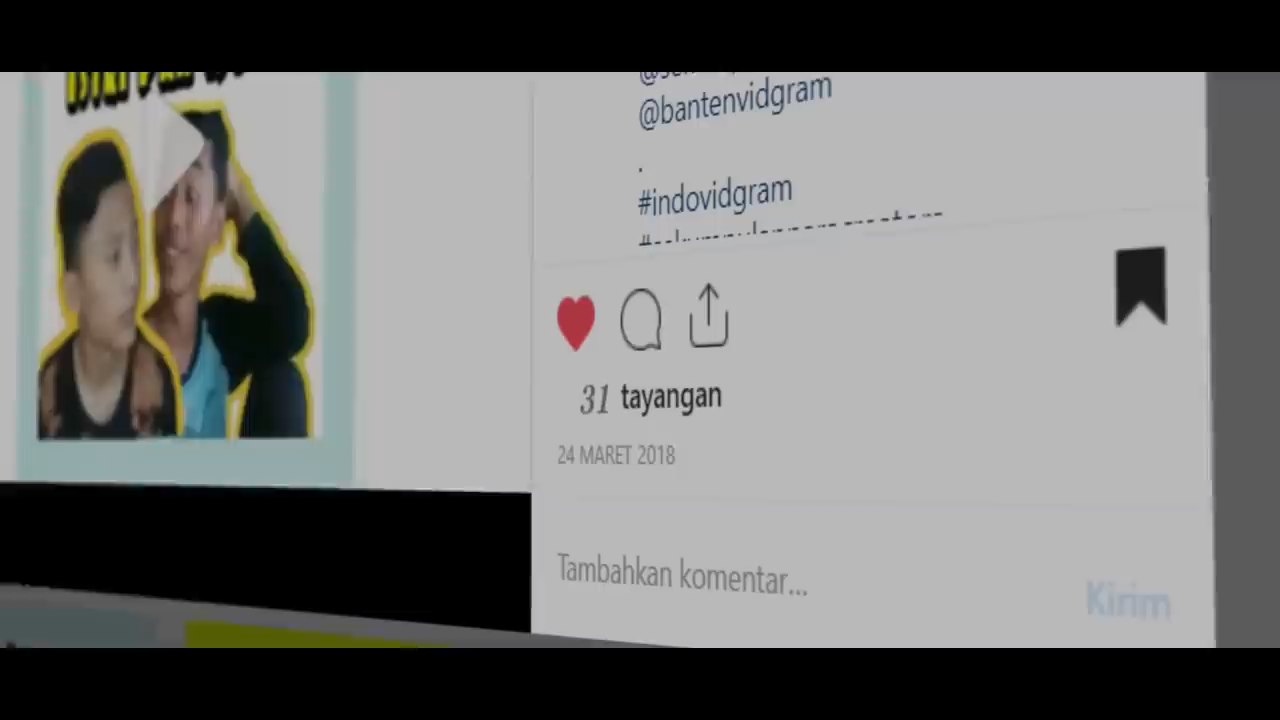 @bantenvidgram
.
#indovidgram
31 tayangan
24 MARET 2018
Tambahkan komentar...
Kirim